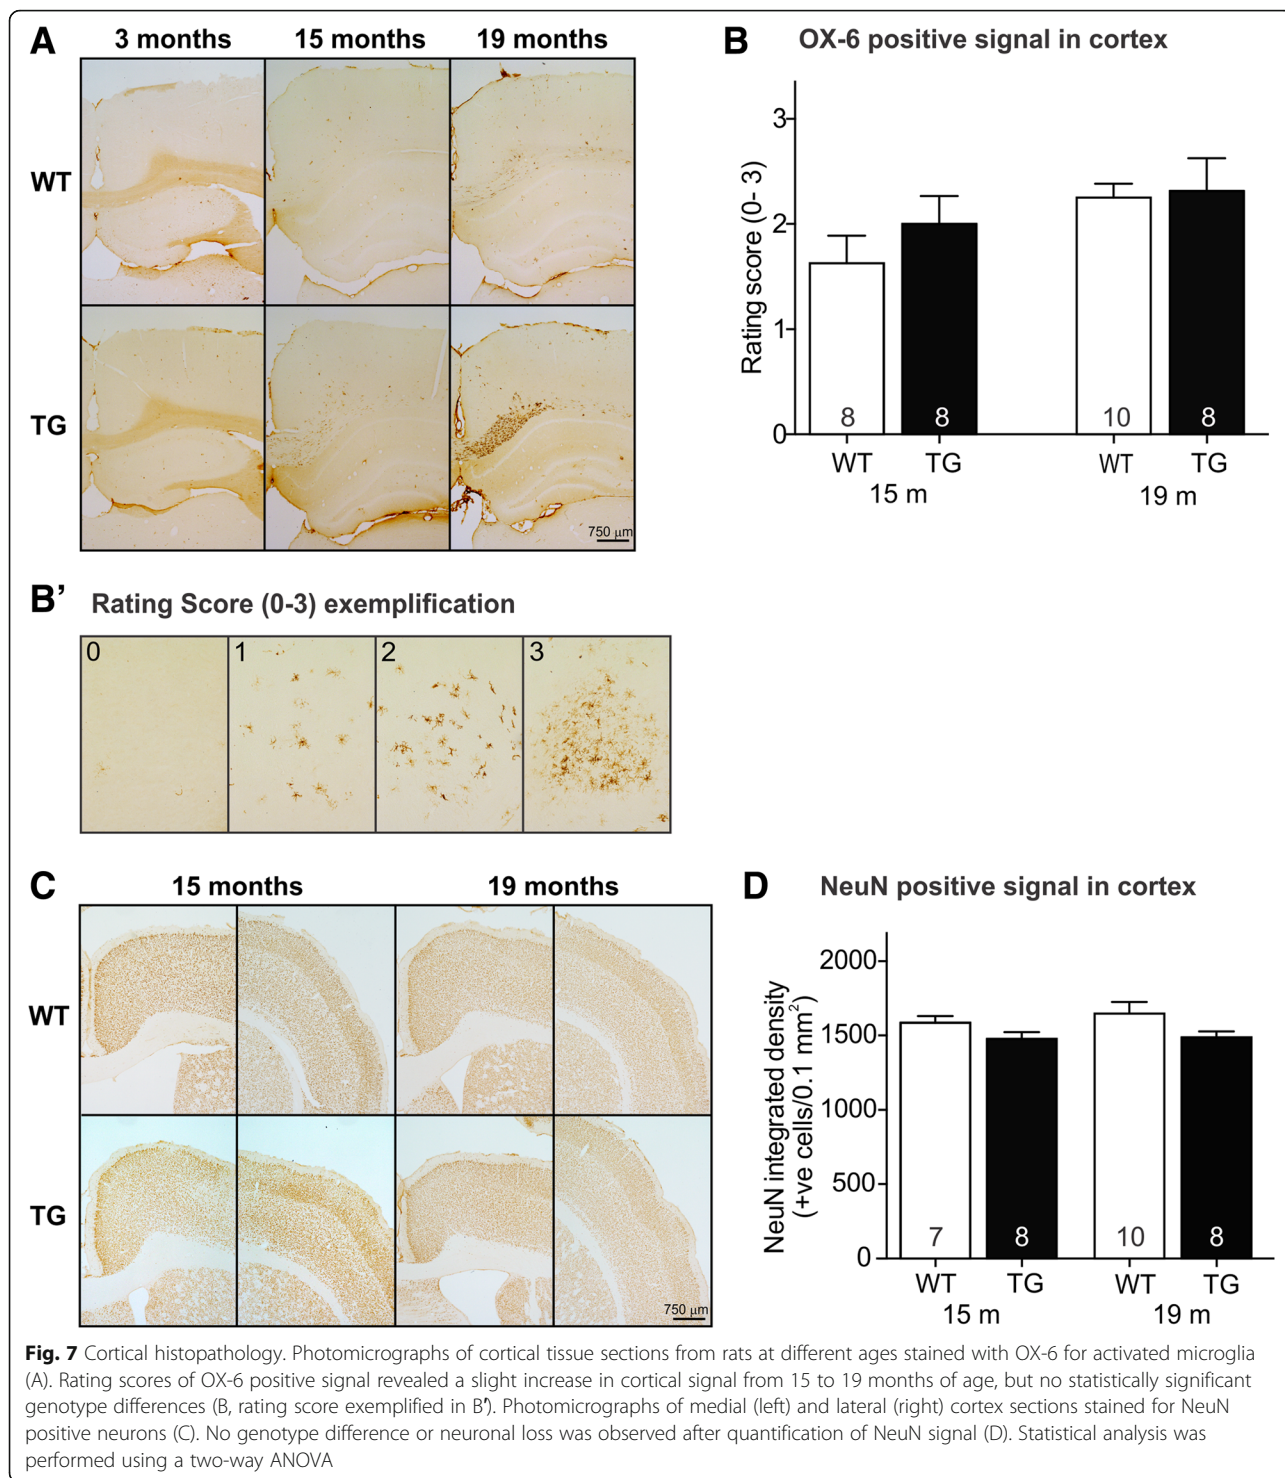 A
3 months
15 months
19 months
WT
TG
750 µm
B
OX-6 positive signal in cortex
Rating score (0- 3)
3
2
1
0
8
8
10
8
WT
TG
WT
TG
15 m
19 m
B’
Rating Score (0-3) exemplification
0
1
2
3
C
15 months
19 months
WT
TG
750 µm
D
NeuN positive signal in cortex
NeuN integrated density
(+ve cells/0.1 mm²)
2000
1500
1000
500
0
7
8
10
8
WT
TG
WT
TG
15 m
19 m
Fig. 7 Cortical histopathology. Photomicrographs of cortical tissue sections from rats at different ages stained with OX-6 for activated microglia
(A). Rating scores of OX-6 positive signal revealed a slight increase in cortical signal from 15 to 19 months of age, but no statistically significant
genotype differences (B, rating score exemplified in B′). Photomicrographs of medial (left) and lateral (right) cortex sections stained for NeuN
positive neurons (C). No genotype difference or neuronal loss was observed after quantification of NeuN signal (D). Statistical analysis was
performed using a two-way ANOVA